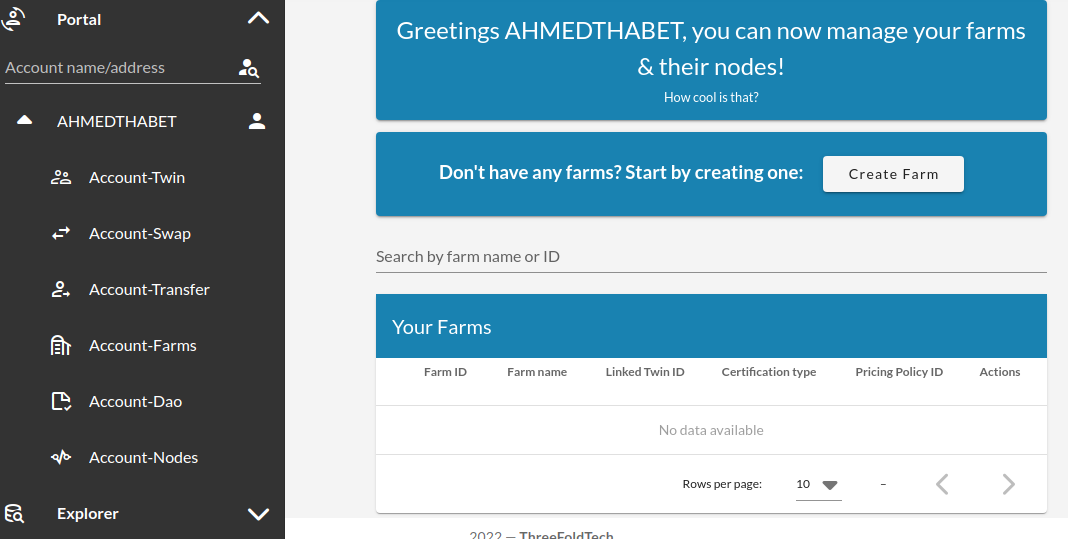 Portal
Account name/address
AHMEDTHABET
Account-Twin
Account-Swap
Account-Transfer
Account-Farms
Account-Dao
Account-Nodes
Explorer
Greetings AHMEDTHABET, you can now manage your farms
& their nodes!
How cool is that?
Don't have any farms? Start by creating one: Create Farm
Search by farm name or ID
Your Farms
Farm ID Farm name Linked Twin ID Certification type Pricing Policy ID Actions
No data available
Rows per page: 10 –
2022 — ThreeFoldTech